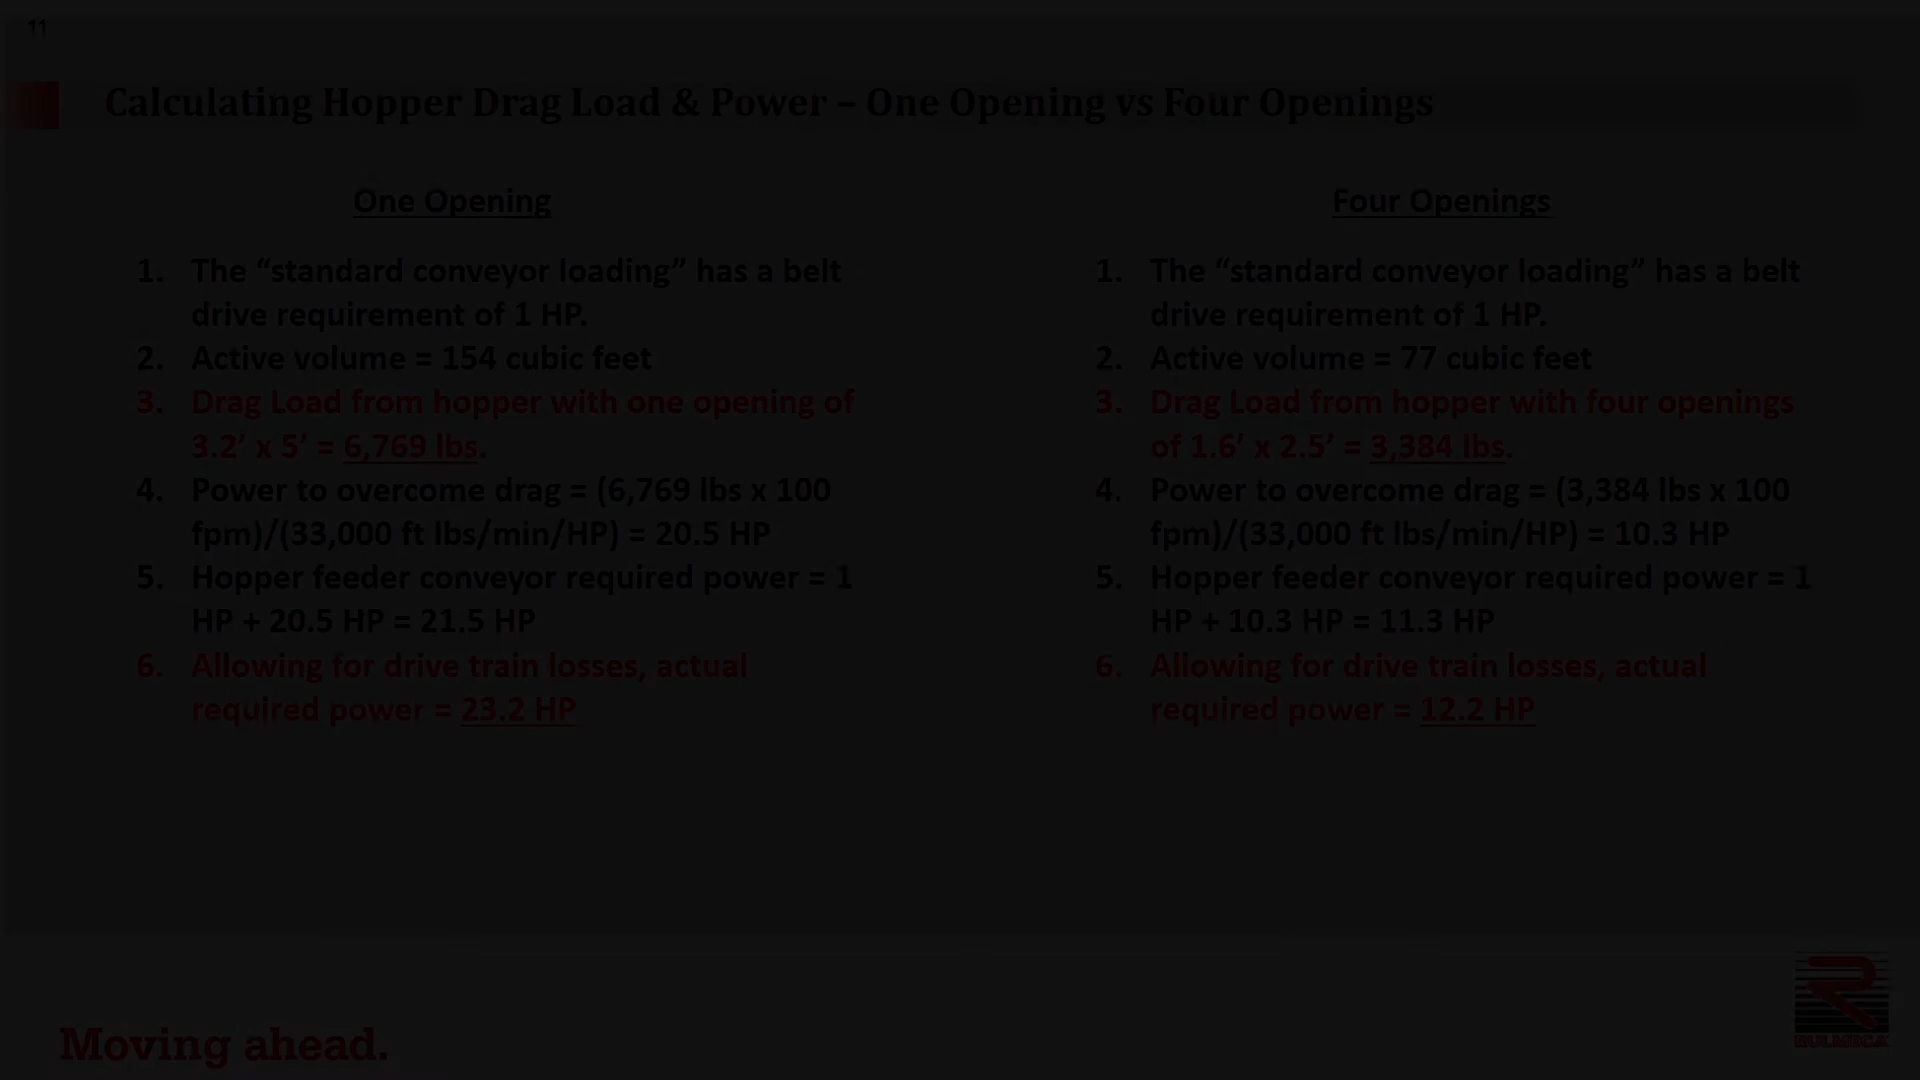 11
Calculating Hopper Drag Load & Power – One Opening vs Four Openings
One Opening
1. The “standard conveyor loading” has a belt
drive requirement of 1 HP.
2. Active volume = 154 cubic feet
3. Drag Load from hopper with one opening of
3.2’ x 5’ = 6,769 lbs.
4. Power to overcome drag = (6,769 lbs x 100
fpm)/(33,000 ft lbs/min/HP) = 20.5 HP
5. Hopper feeder conveyor required power = 1
HP + 20.5 HP = 21.5 HP
6. Allowing for drive train losses, actual
required power = 23.2 HP
Four Openings
1. The “standard conveyor loading” has a belt
drive requirement of 1 HP.
2. Active volume = 77 cubic feet
3. Drag Load from hopper with four openings
of 1.6’ x 2.5’ = 3,384 lbs.
4. Power to overcome drag = (3,384 lbs x 100
fpm)/(33,000 ft lbs/min/HP) = 10.3 HP
5. Hopper feeder conveyor required power = 1
HP + 10.3 HP = 11.3 HP
6. Allowing for drive train losses, actual
required power = 12.2 HP
Moving ahead.
RULMECA